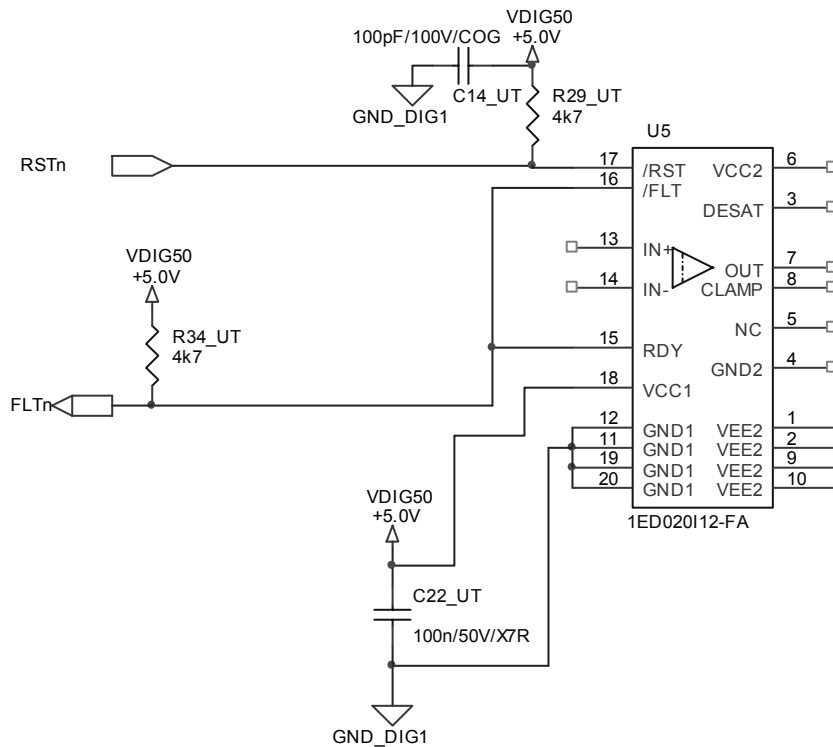 VDIG50
+5.0V
100pF/100V/COG
C14_UT
GND_DIG1
R29_UT
4k7
U5
RSTn
17
/RST
VCC2
6
16
/FLT
DESAT
3
13
IN+
OUT
7
14
IN-
CLAMP
8
NC
5
15
RDY
GND2
4
18
VCC1
12
GND1
VEE2
1
11
GND1
VEE2
2
19
GND1
VEE2
9
20
GND1
VEE2
10
1ED020I12-FA
VDIG50
+5.0V
R34_UT
4k7
FLTn
VDIG50
+5.0V
C22_UT
100n/50V/X7R
GND_DIG1